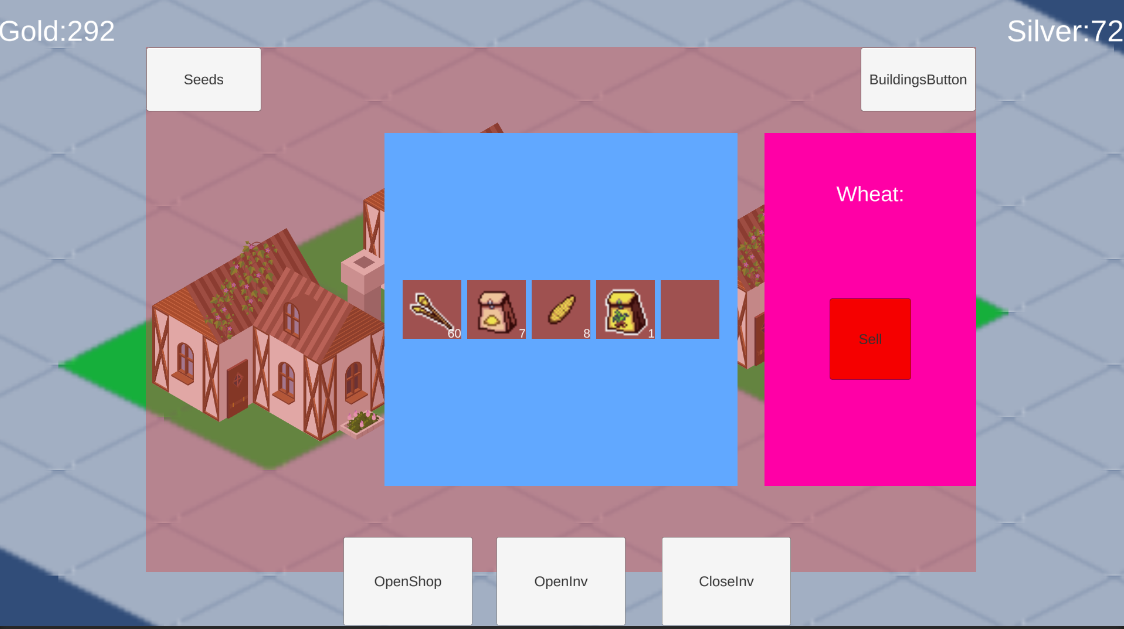 Gold:292
Silver:72
Seeds
BuildingsButton
Wheat:
60
7
8
1
Sell
OpenShop
OpenInv
CloseInv